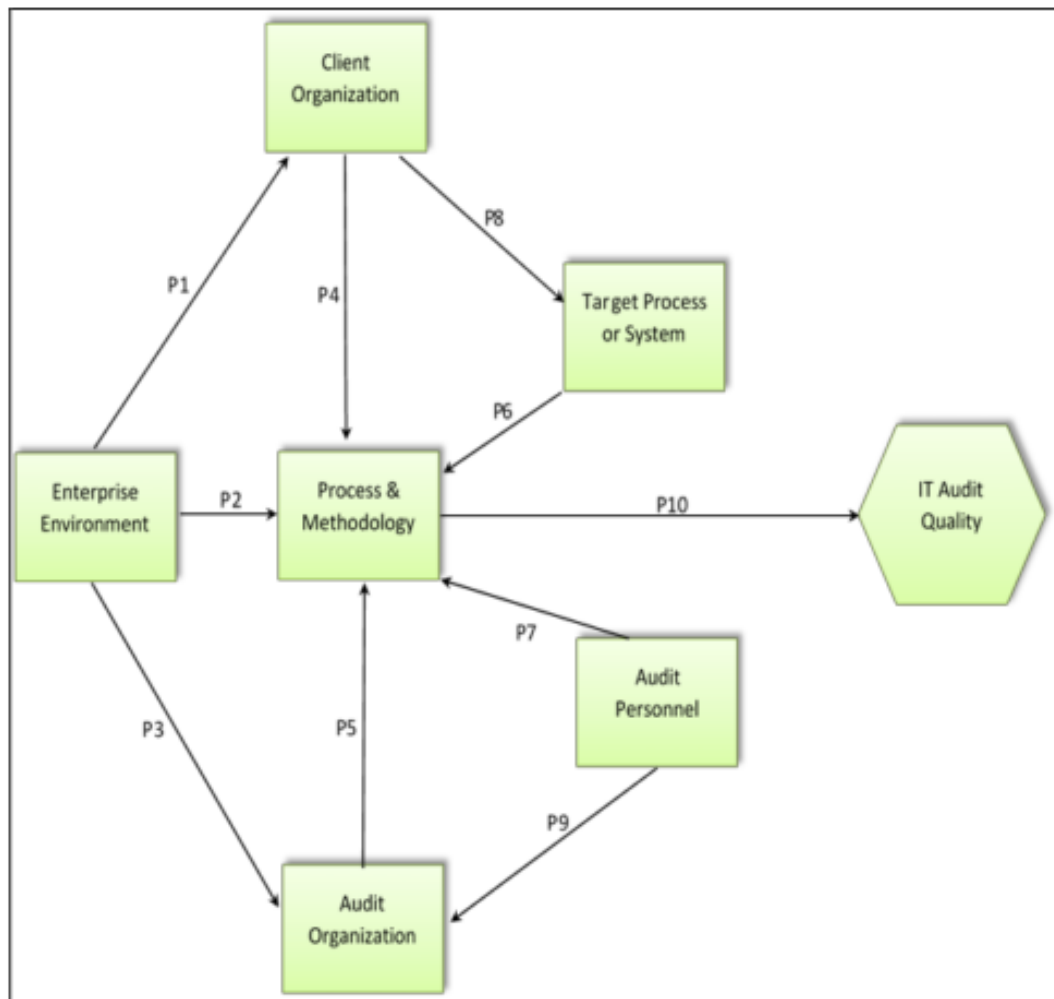 Client
Organization
P8
P1
P4
Target Process
or System
P6
Enterprise
Environment
P2
Process &
Methodology
P10
IT Audit
Quality
P7
Audit
Personnel
P3
P5
P9
Audit
Organization